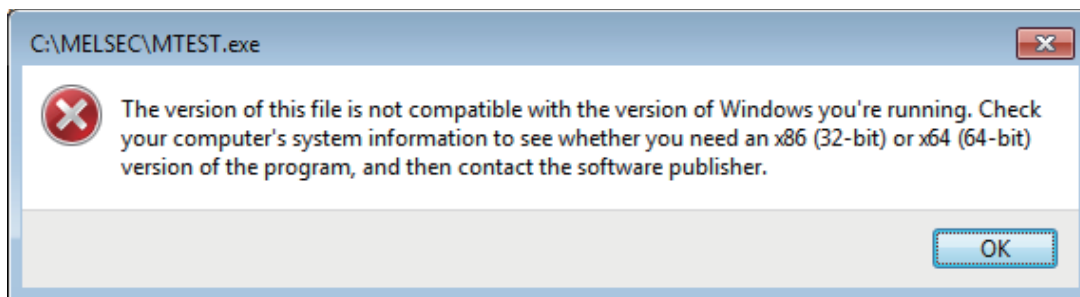 C:\MELSEC\MTEST.exe
The version of this file is not compatible with the version of Windows you're running. Check
your computer's system information to see whether you need an x86 (32-bit) or x64 (64-bit)
version of the program, and then contact the software publisher.
OK